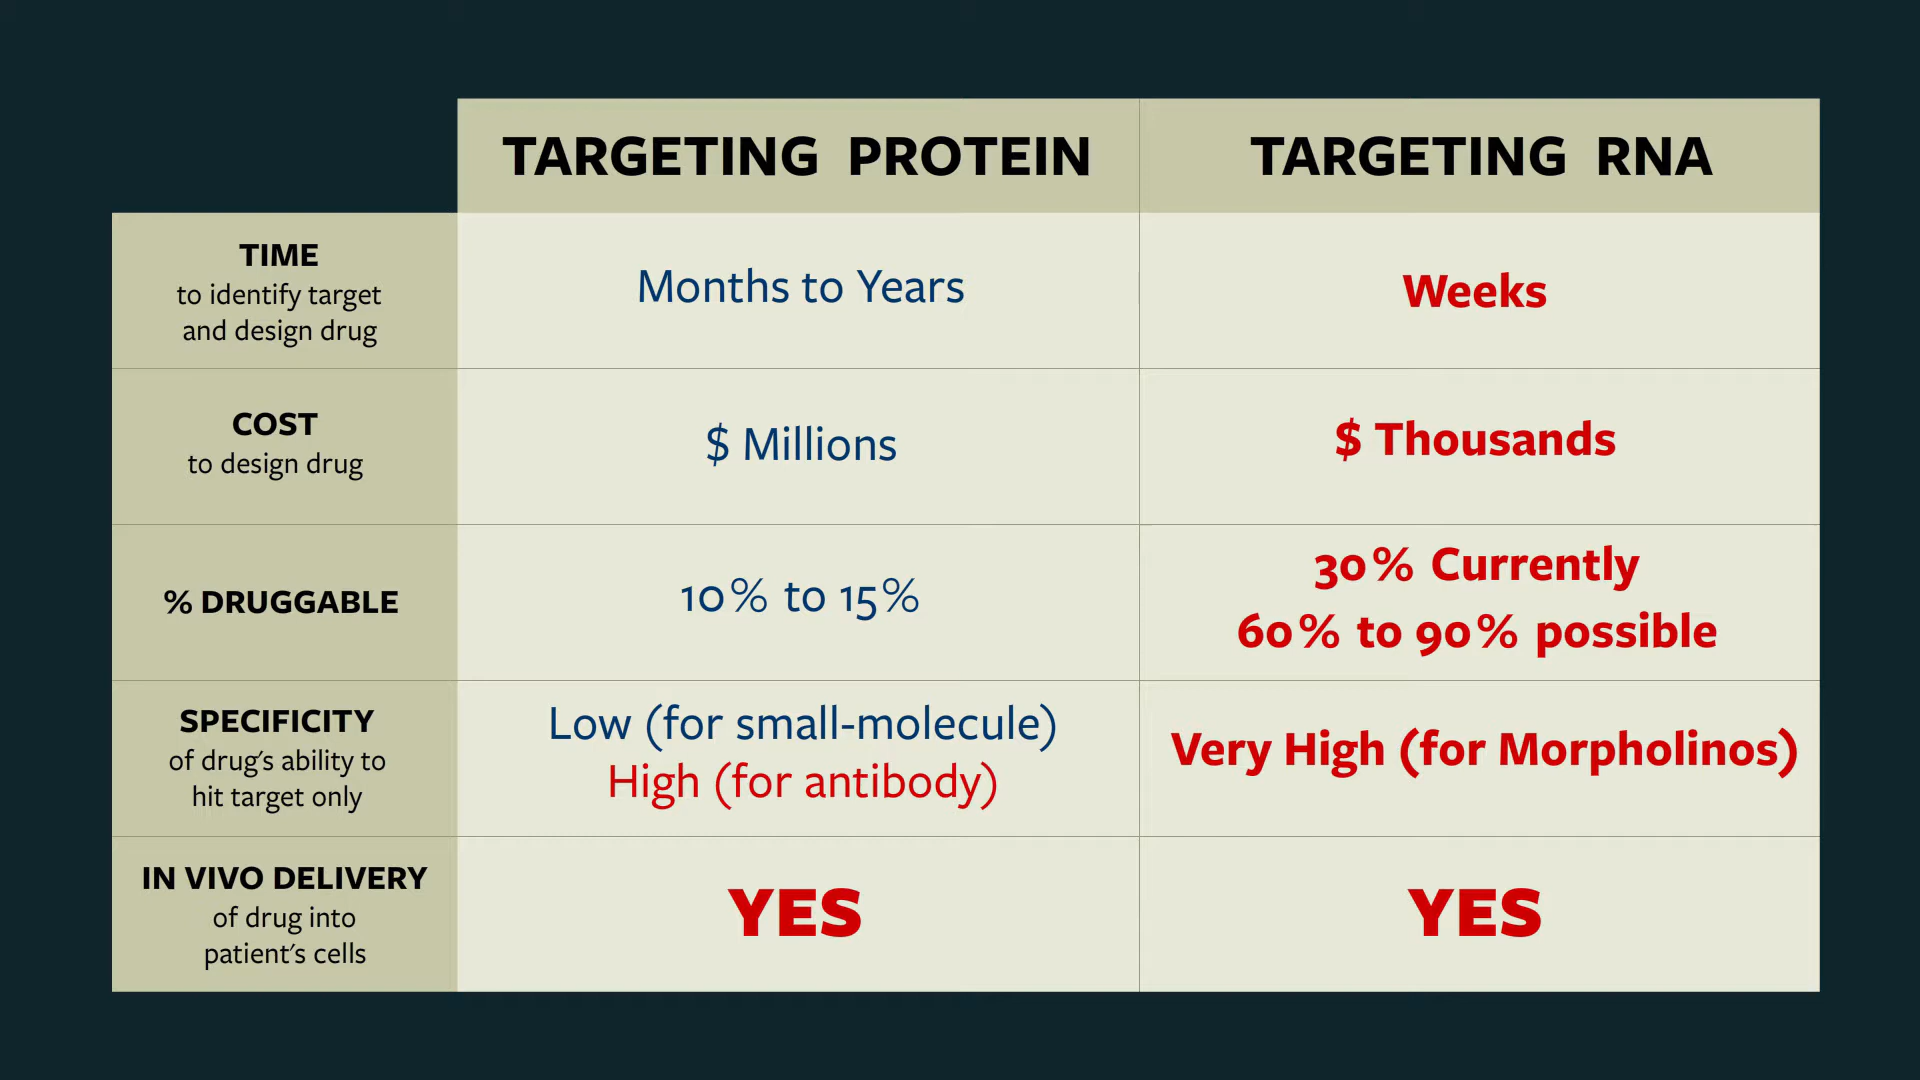 TARGETING PROTEIN
TARGETING RNA
TIME
to identify target
and design drug
Months to Years
Weeks
COST
to design drug
$ Millions
$ Thousands
% DRUGGABLE
10% to 15%
30% Currently
60% to 90% possible
SPECIFICITY
of drug's ability to
hit target only
Low (for small-molecule)
High (for antibody)
Very High (for Morpholinos)
IN VIVO DELIVERY
of drug into
patient's cells
YES
YES